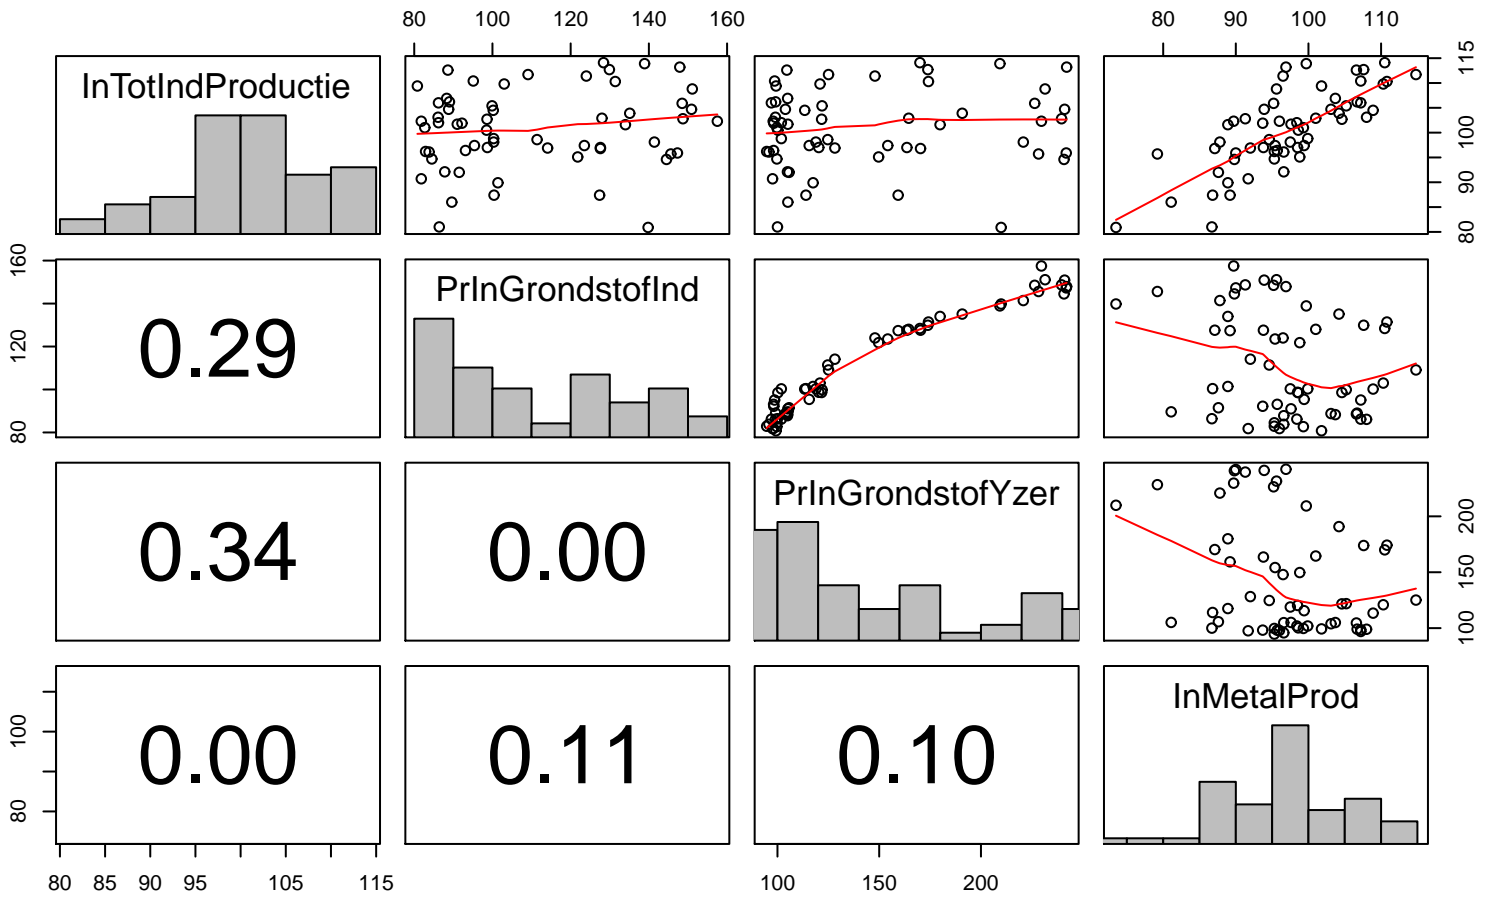 80 100 120 140 160 80 90 100 110
InTotIndProductie
80 90 100 115
80 120 160
PrInGrondstofInd
0.29
PrInGrondstofYzer
0.34 0.00
100 150 200
InMetalProd
80 100
0.00 0.11 0.10
80 85 90 95 105 115 100 150 200